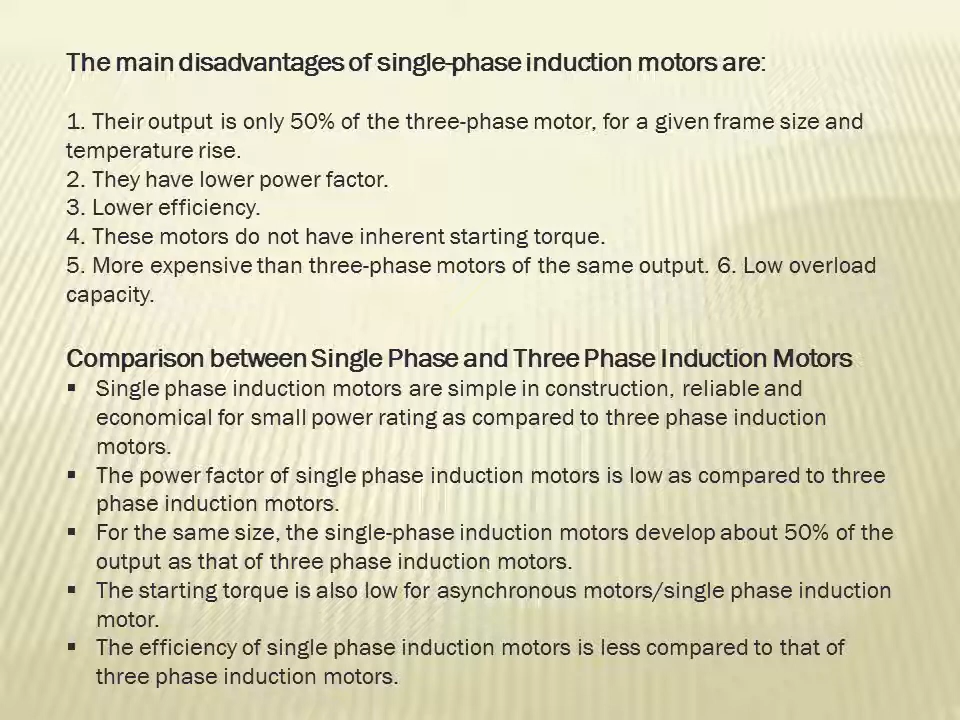 The main disadvantages of single-phase induction motors are:
1. Their output is only 50% of the three-phase motor, for a given frame size and
temperature rise.
2. They have lower power factor.
3. Lower efficiency.
4. These motors do not have inherent starting torque.
5. More expensive than three-phase motors of the same output. 6. Low overload
capacity.
Comparison between Single Phase and Three Phase Induction Motors
▪ Single phase induction motors are simple in construction, reliable and
economical for small power rating as compared to three phase induction
motors.
▪ The power factor of single phase induction motors is low as compared to three
phase induction motors.
▪ For the same size, the single-phase induction motors develop about 50% of the
output as that of three phase induction motors.
▪ The starting torque is also low for asynchronous motors/single phase induction
motor.
▪ The efficiency of single phase induction motors is less compared to that of
three phase induction motors.